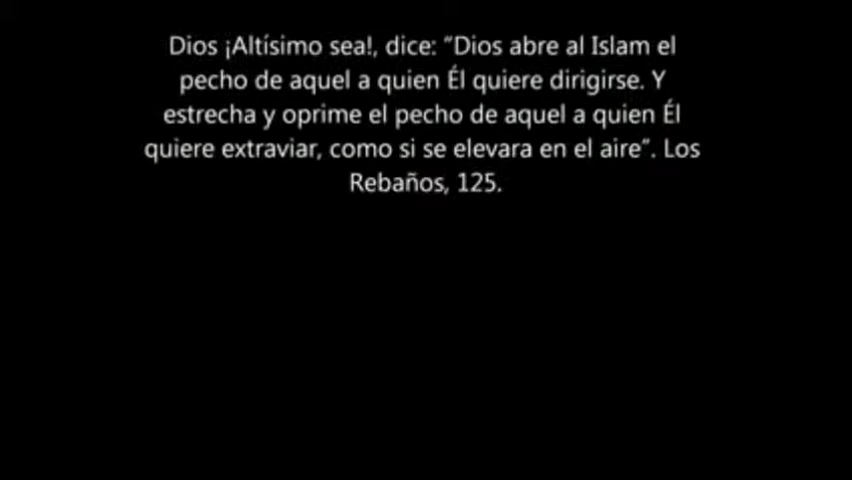 Dios ¡Altísimo sea!, dice: “Dios abre al Islam el
pecho de aquel a quien Él quiere dirigirse. Y
estrecha y oprime el pecho de aquel a quien Él
quiere extraviar, como si se elevara en el aire”. Los
Rebaños, 125.